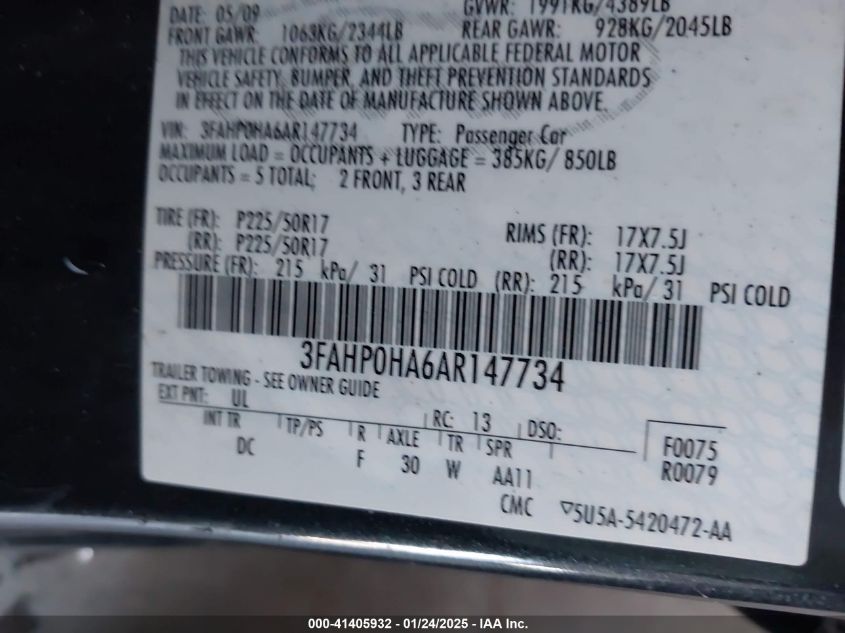 DATE: 05/09 GVWR: 1991KG/4389LB
FRONT GAWR: 1063KG/2344LB REAR GAWR: 928KG/2045LB
THIS VEHICLE CONFORMS TO ALL APPLICABLE FEDERAL MOTOR
VEHICLE SAFETY, BUMPER, AND THEFT PREVENTION STANDARDS
IN EFFECT ON THE DATE OF MANUFACTURE SHOWN ABOVE.
VIN: 3FAHP0HA6AR147734 TYPE: Passenger Car
MAXIMUM LOAD = OCCUPANTS + LUGGAGE = 385KG/ 850LB
OCCUPANTS = 5 TOTAL; 2 FRONT, 3 REAR
TIRE (FR): P225/50R17 RIMS (FR): 17X7.5J
(RR): P225/50R17 (RR): 17X7.5J
PRESSURE (FR): 215 kPa/ 31 PSI COLD (RR): 215 kPa/ 31 PSI COLD
3FAHP0HA6AR147734
TRAILER TOWING - SEE OWNER GUIDE
EXT PNT: UL RC: 13 DSO:
INT TR TP/PS R AXLE TR SPR F0075
DC F 30 W AA11 R0079
CMC ▽5U5A-5420472-AA
000-41405932 - 01/24/2025 - IAA Inc.